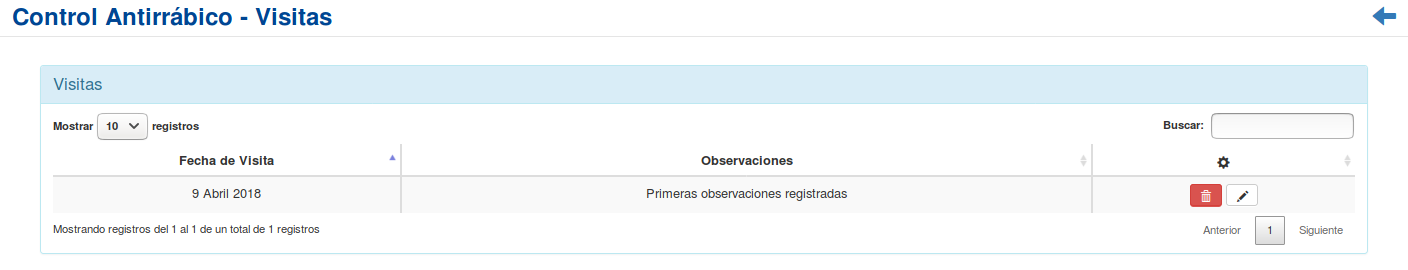 Control Antirrábico - Visitas
Visitas
Mostrar 10 registros Buscar:
Fecha de Visita Observaciones
9 Abril 2018 Primeras observaciones registradas
Mostrando registros del 1 al 1 de un total de 1 registros Anterior 1 Siguiente